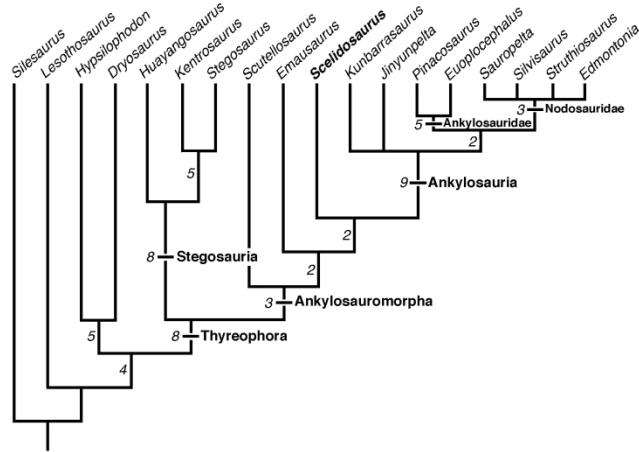 Silesaurus
Lesothosaurus
Hypsilophodon
Dryosaurus
Huayangosaurus
Kentrosaurus
Stegosaurus
Scutellosaurus
Emausaurus
Scelidosaurus
Kunbarrasaurus
Jinyunpelta
Pinacosaurus
Euoplocephalus
Sauropelta
Silvisaurus
Struthiosaurus
Edmontonia
3 Nodosauridae
5 Ankylosauridae
2
5
9 Ankylosauria
2
8 Stegosauria
2
3 Ankylosauromorpha
5
8 Thyreophora
4